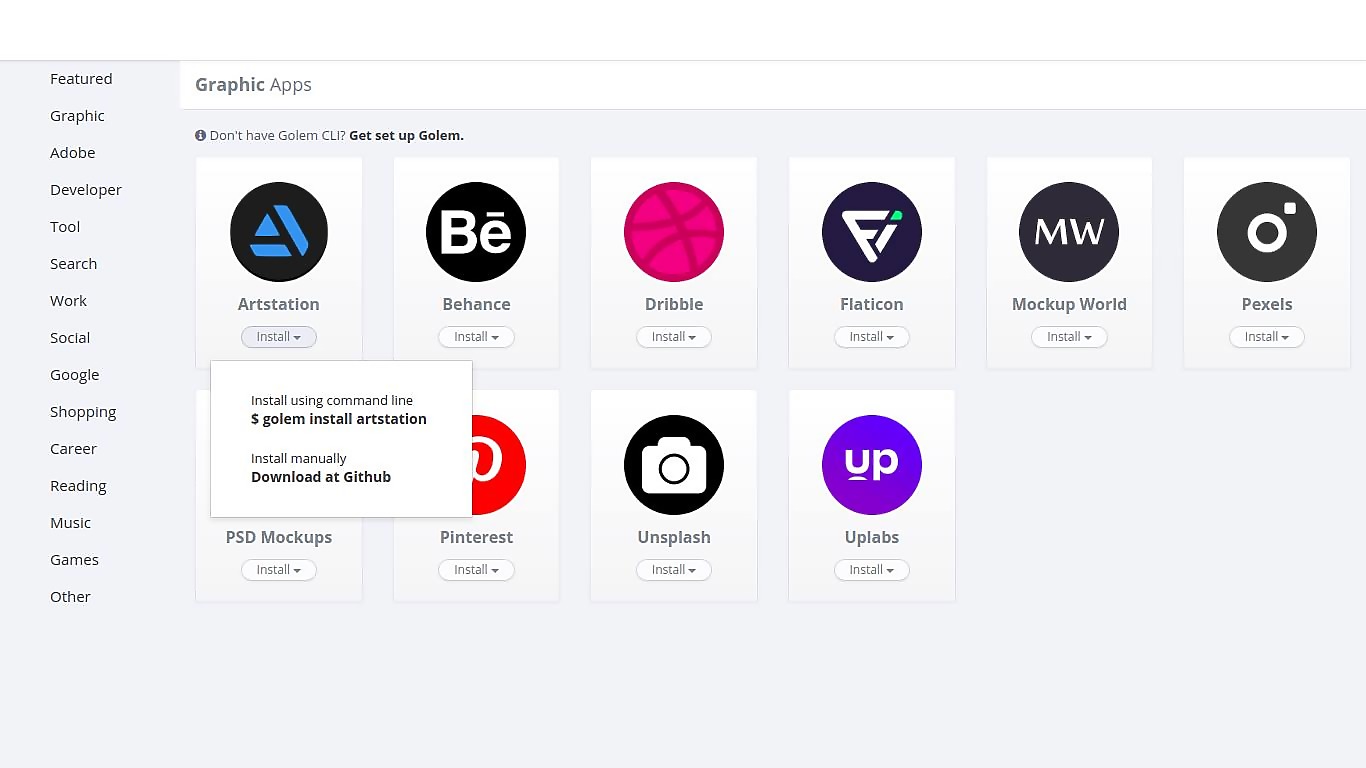 Featured
Graphic
Adobe
Developer
Tool
Search
Work
Social
Google
Shopping
Career
Reading
Music
Games
Other
Graphic Apps
Don't have Golem CLI? Get set up Golem.
Artstation
Install
Bē
Behance
Install
Dribble
Install
Flaticon
Install
MW
Mockup World
Install
Pexels
Install
Install using command line
$ golem install artstation
Install manually
Download at Github
PSD Mockups
Install
Pinterest
Install
Unsplash
Install
up
Uplabs
Install